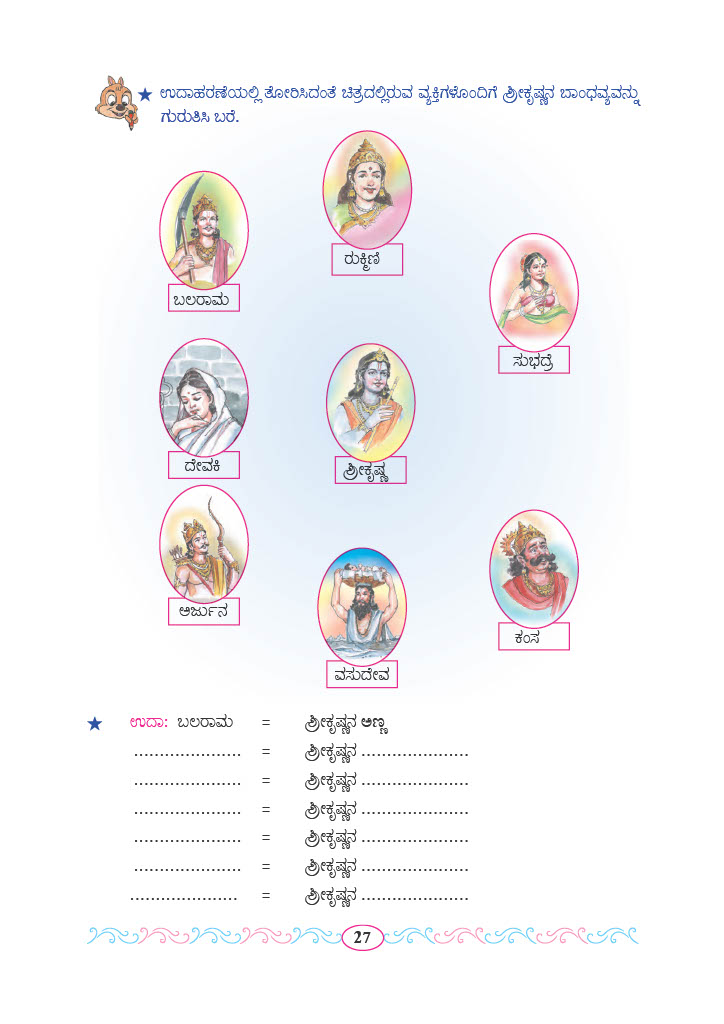 ★ ಉದಾಹರಣೆಯಲ್ಲಿ ತೋರಿಸಿದಂತೆ ಚಿತ್ರದಲ್ಲಿರುವ ವ್ಯಕ್ತಿಗಳೊಂದಿಗೆ ಶ್ರೀಕೃಷ್ಣನ ಬಾಂಧವ್ಯವನ್ನು
ಗುರುತಿಸಿ ಬರೆ.
ರುಕ್ಮಿಣಿ
ಬಲರಾಮ
ಸುಭದ್ರೆ
ದೇವಕಿ
ಶ್ರೀಕೃಷ್ಣ
ಅರ್ಜುನ
ಕಂಸ
ವಸುದೇವ
★ ಉದಾ: ಬಲರಾಮ = ಶ್ರೀಕೃಷ್ಣನ ಅಣ್ಣ
..................... = ಶ್ರೀಕೃಷ್ಣನ .....................
..................... = ಶ್ರೀಕೃಷ್ಣನ .....................
..................... = ಶ್ರೀಕೃಷ್ಣನ .....................
..................... = ಶ್ರೀಕೃಷ್ಣನ .....................
..................... = ಶ್ರೀಕೃಷ್ಣನ .....................
..................... = ಶ್ರೀಕೃಷ್ಣನ .....................
27